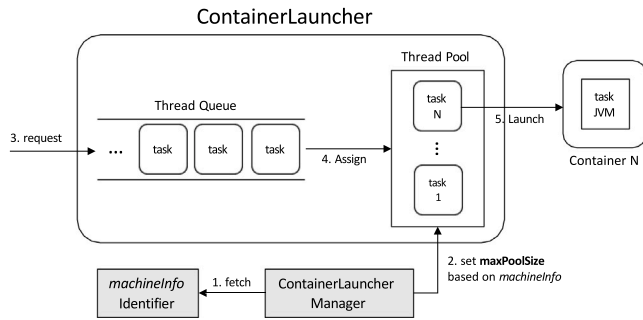 ContainerLauncher
Thread Pool
Thread Queue
3. request
...
task
task
task
4. Assign
task
N
...
task
1
5. Launch
task
JVM
Container N
2. set maxPoolSize
based on machineInfo
machineInfo
Identifier
1. fetch
ContainerLauncher
Manager